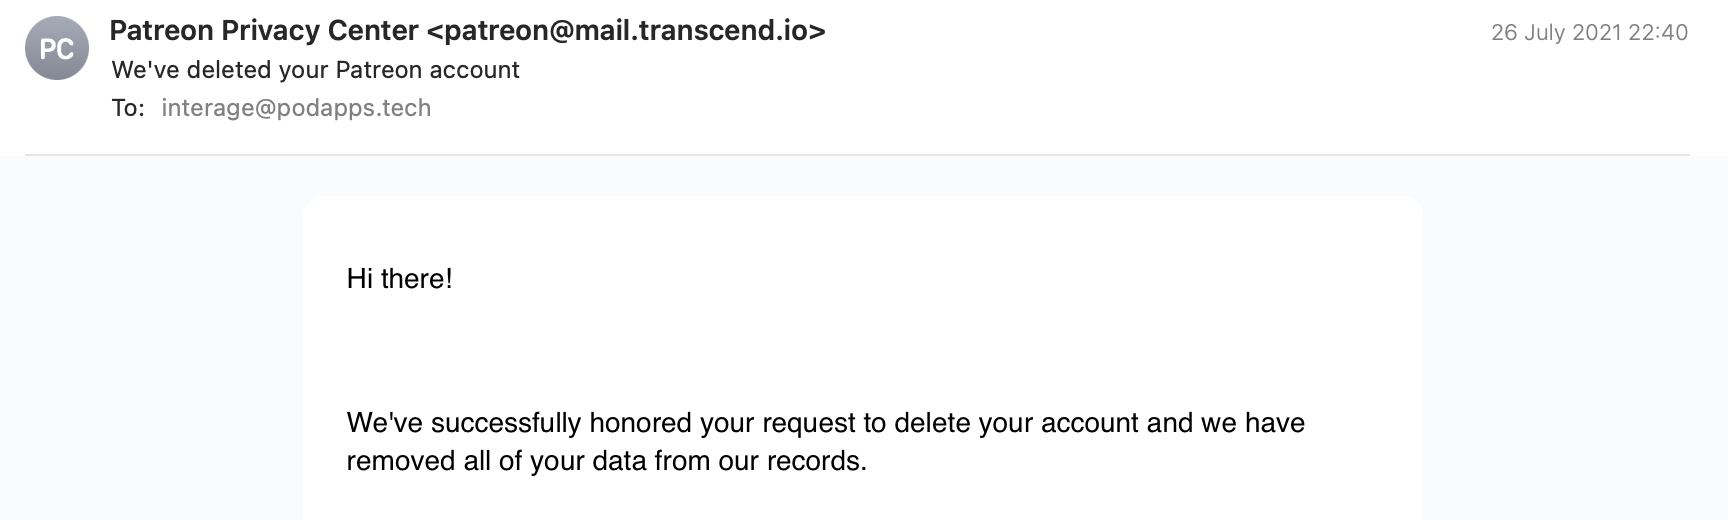 PC
Patreon Privacy Center <patreon@mail.transcend.io>
26 July 2021 22:40
We've deleted your Patreon account
To: interage@podapps.tech
Hi there!
We've successfully honored your request to delete your account and we have
removed all of your data from our records.